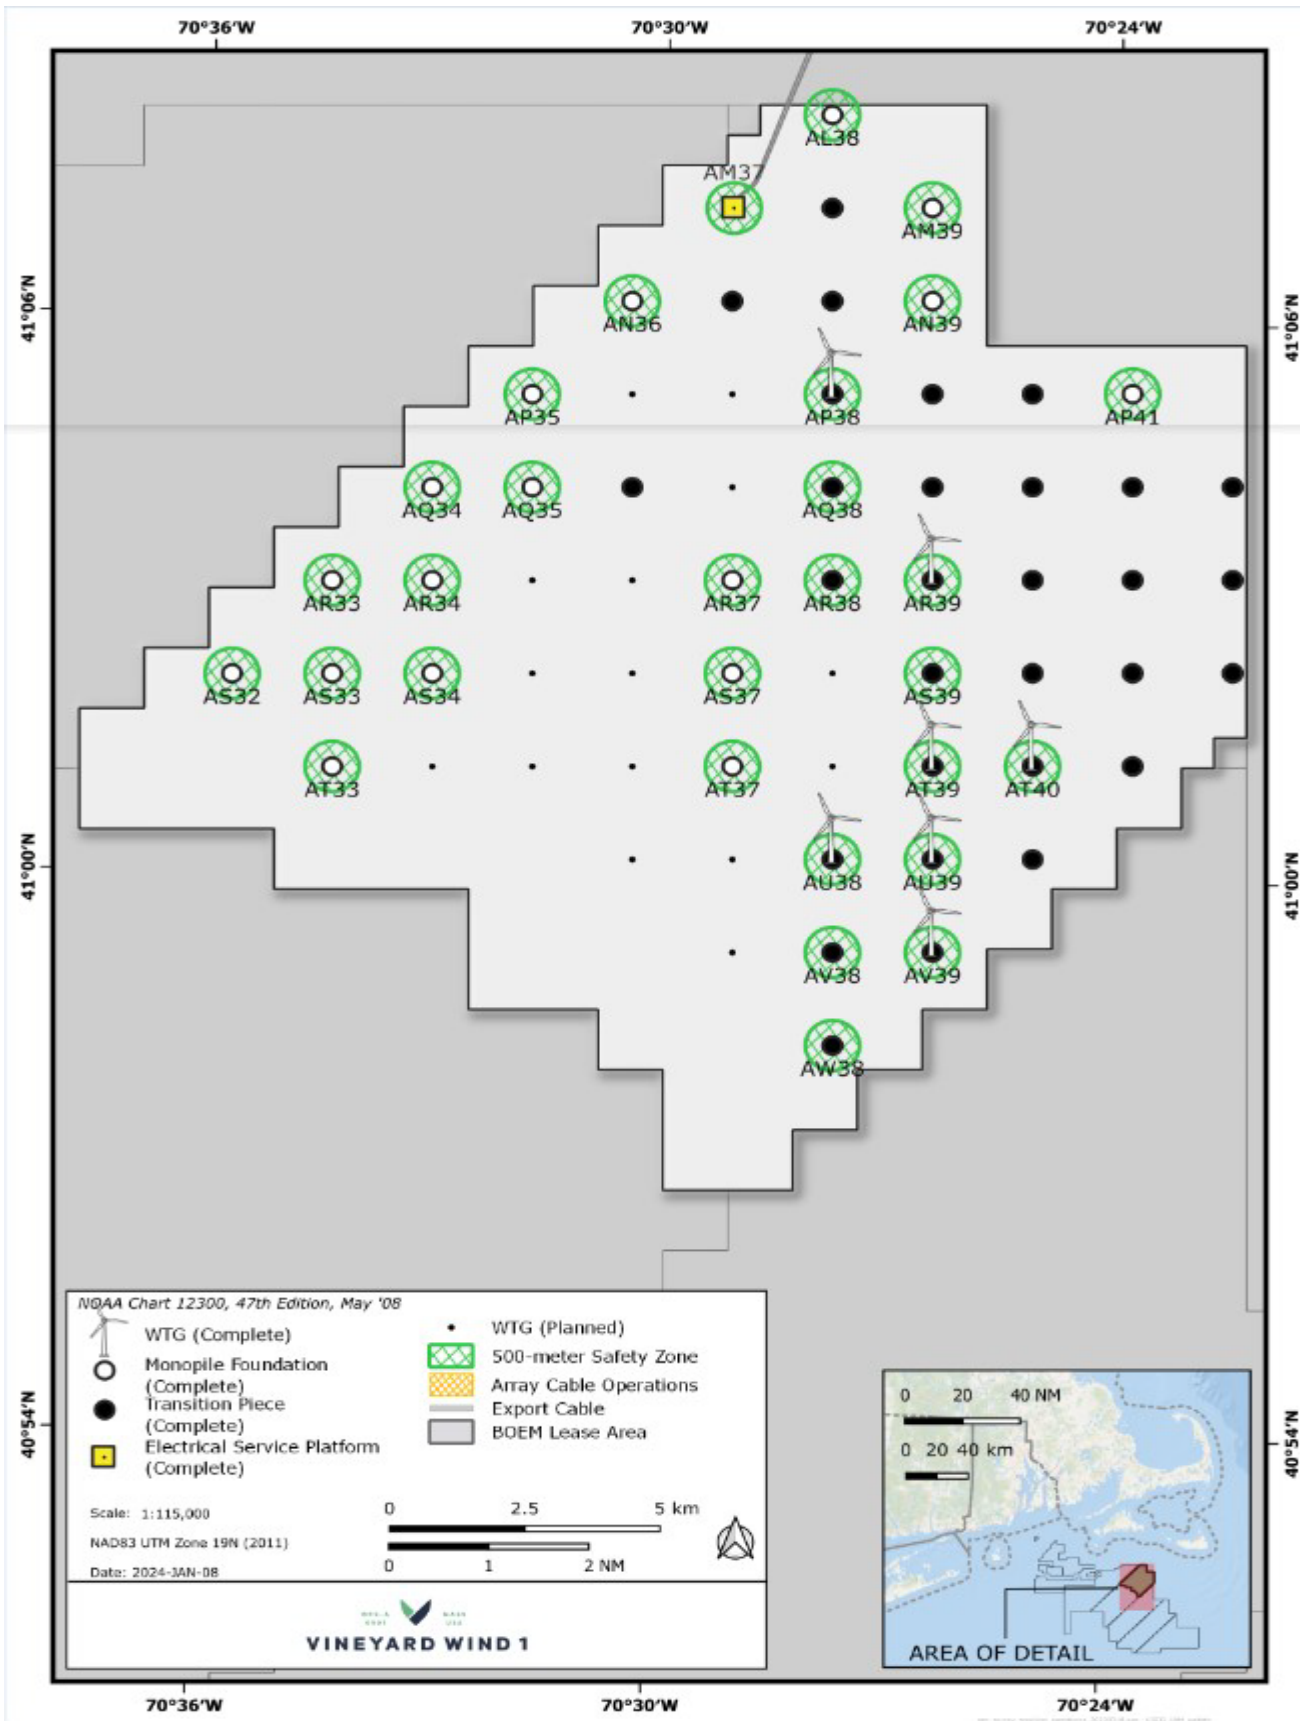 70°36'W 70°30'W 70°24'W
AL38
AM37
AM39
41°06'N
41°06'N
AN36 AN39
AP35 AP38 AP41
AQ34 AQ35 AQ38
AR33 AR34 AR37 AR38 AR39
AS32 AS33 AS34 AS37 AS39
AT33 AT37 AT39 AT40
41°00'N
41°00'N
AU38 AU39
AV38 AV39
AW38
40°54'N
40°54'N
NOAA Chart 12300, 47th Edition, May '08
WTG (Complete)
Monopile Foundation
(Complete)
Transition Piece
(Complete)
Electrical Service Platform
(Complete)
WTG (Planned)
500-meter Safety Zone
Array Cable Operations
Export Cable
BOEM Lease Area
Scale: 1:115,000
NAD83 UTM Zone 19N (2011)
Date: 2024-JAN-08
0 2.5 5 km
0 1 2 NM
VINEYARD WIND 1
0 20 40 NM
0 20 40 km
AREA OF DETAIL
70°36'W 70°30'W 70°24'W